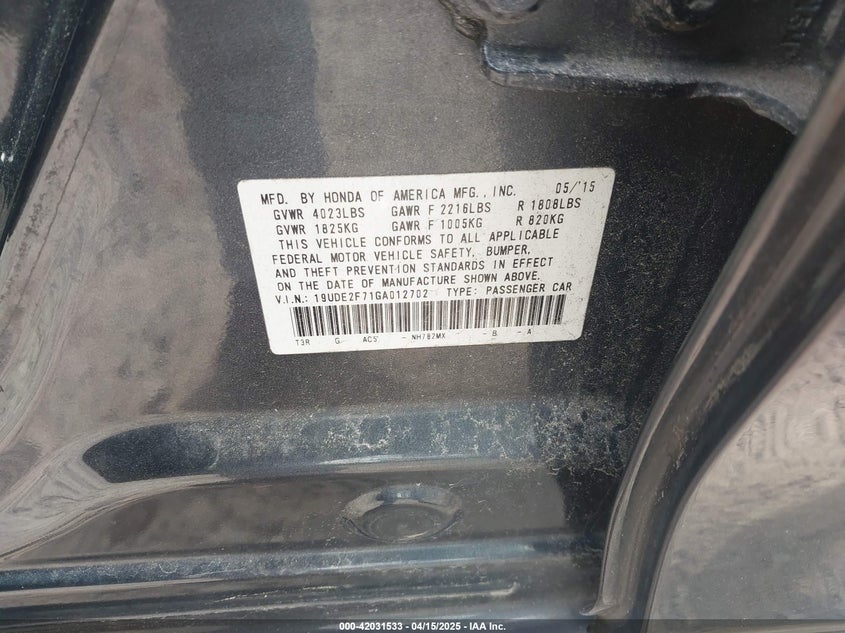 MFD. BY HONDA OF AMERICA MFG., INC. 05/'15
GVWR 4023LBS GAWR F 2216LBS R 1808LBS
GVWR 1825KG GAWR F 1005KG R 820KG
THIS VEHICLE CONFORMS TO ALL APPLICABLE
FEDERAL MOTOR VEHICLE SAFETY, BUMPER,
AND THEFT PREVENTION STANDARDS IN EFFECT
ON THE DATE OF MANUFACTURE SHOWN ABOVE.
V.I.N.: 19UDE2F71GA012702 TYPE: PASSENGER CAR
T3R G AC5 - NH782MX - B - A
000-42031533 - 04/15/2025 - IAA Inc.